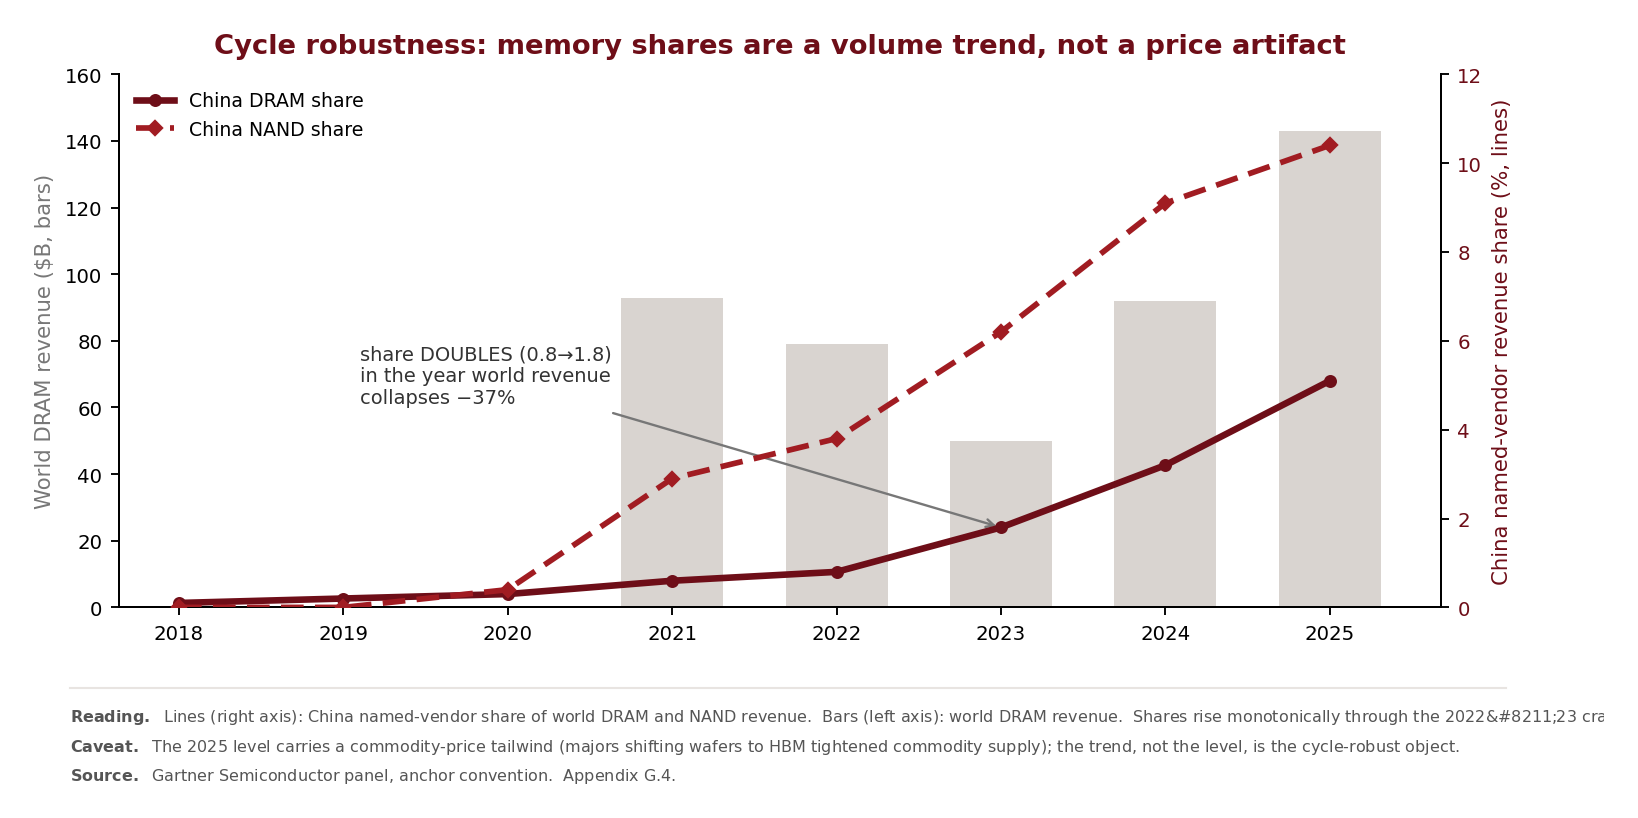 Cycle robustness: memory shares are a volume trend, not a price artifact
China DRAM share
China NAND share
World DRAM revenue ($B, bars)
160
140
120
100
80
60
40
20
0
share DOUBLES (0.8→1.8)
in the year world revenue
collapses −37%
12
10
8
6
4
2
0
China named-vendor revenue share (%, lines)
2018 2019 2020 2021 2022 2023 2024 2025
Reading. Lines (right axis): China named-vendor share of world DRAM and NAND revenue. Bars (left axis): world DRAM revenue. Shares rise monotonically through the 2022&#8211;23
Caveat. The 2025 level carries a commodity-price tailwind (majors shifting wafers to HBM tightened commodity supply); the trend, not the level, is the cycle-robust object.
Source. Gartner Semiconductor panel, anchor convention. Appendix G.4.